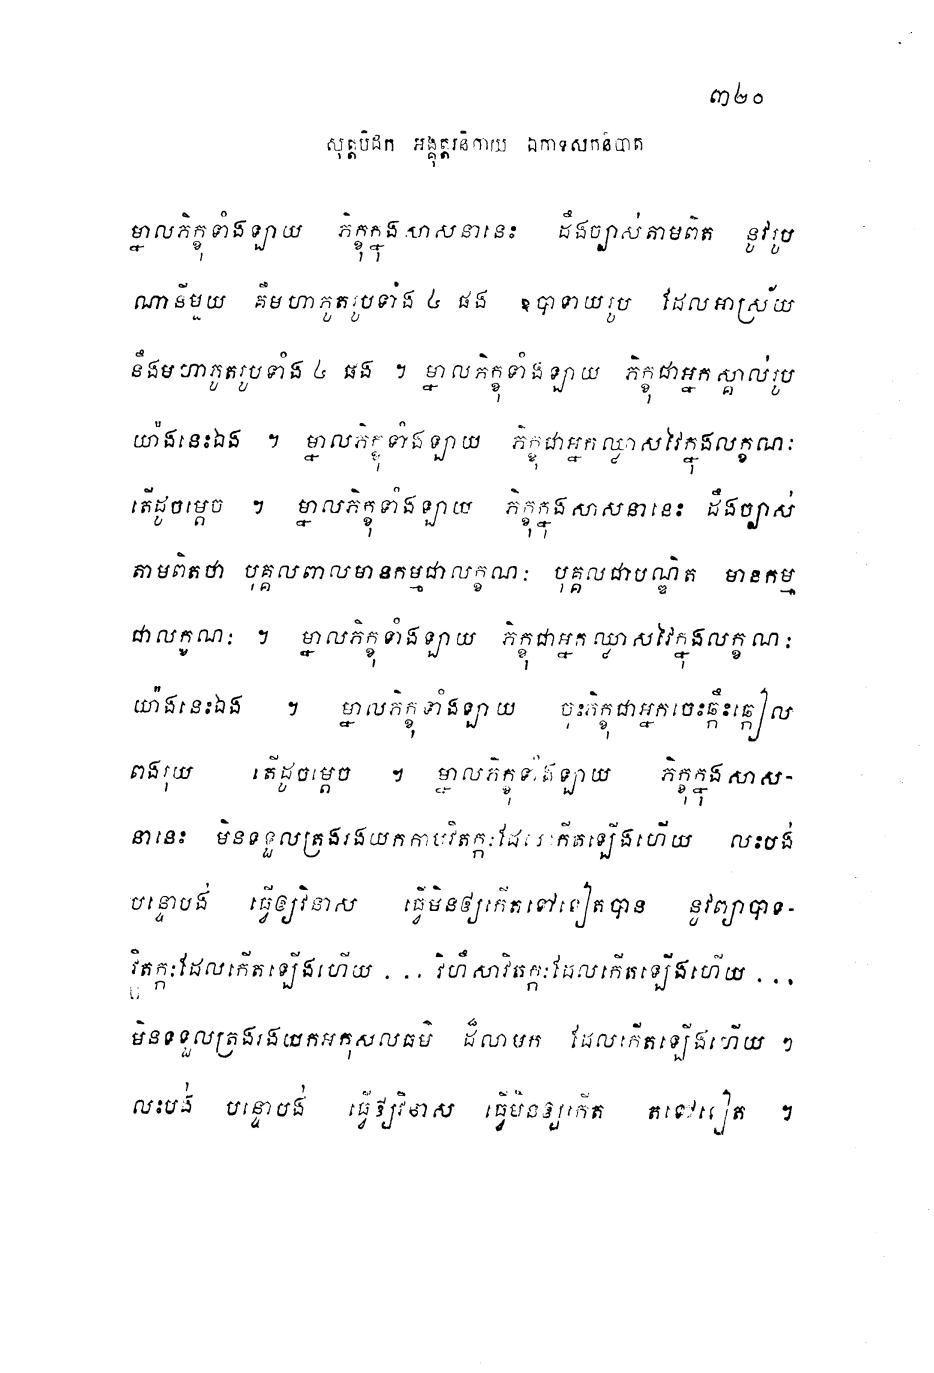 ៣២០
សុត្តបិដក អង្គុត្តរនិកាយ ឯកាទសកនិបាត
ម្នាលភិក្ខុទាំងឡាយ ភិក្ខុក្នុងសាសនានេះ ដឹងច្បាស់តាមពិត នូវរូប
ណានីមួយ គឺមហាភូតរូបទាំង ៤ ផង ឧបាទាយរូប ដែលអាស្រ័យ
នឹងមហាភូតរូបទាំង ៤ ផង ។ ម្នាលភិក្ខុទាំងឡាយ ភិក្ខុជាអ្នកស្គាល់រូប
យ៉ាងនេះឯង ។ ម្នាលភិក្ខុទាំងឡាយ ភិក្ខុជាអ្នកឈ្លាសវៃក្នុងលក្ខណៈ
តើដូចម្តេច ។ ម្នាលភិក្ខុទាំងឡាយ ភិក្ខុក្នុងសាសនានេះ ដឹងច្បាស់
តាមពិតថា បុគ្គលពាលមានកម្មជាលក្ខណៈ បុគ្គលជាបណ្ឌិត មានកម្ម
ជាលក្ខណៈ ។ ម្នាលភិក្ខុទាំងឡាយ ភិក្ខុជាអ្នកឈ្លាសវៃក្នុងលក្ខណៈ
យ៉ាងនេះឯង ។ ម្នាលភិក្ខុទាំងឡាយ ចុះភិក្ខុជាអ្នកចេះឆ្កឹះឆ្កៀល
ពងរុយ តើដូចម្តេច ។ ម្នាលភិក្ខុទាំងឡាយ ភិក្ខុក្នុងសាស-
នានេះ មិនទទួលត្រងរងយកកាមវិតក្កៈដែលកើតឡើងហើយ លះបង់
បន្ទោបង់ ធ្វើឲ្យវិនាស ធ្វើមិនឲ្យកើតទៅទៀតបាន នូវព្យាបាទ-
វិតក្កៈដែលកើតឡើងហើយ ... វិហឹសាវិតក្កៈដែលកើតឡើងហើយ ...
មិនទទួលត្រងរងយកអកុសលធម៌ ដ៏លាមក ដែលកើតឡើងហើយ ៗ
លះបង់ បន្ទោបង់ ធ្វើឲ្យវិនាស ធ្វើមិនឲ្យកើត តទៅទៀត ។